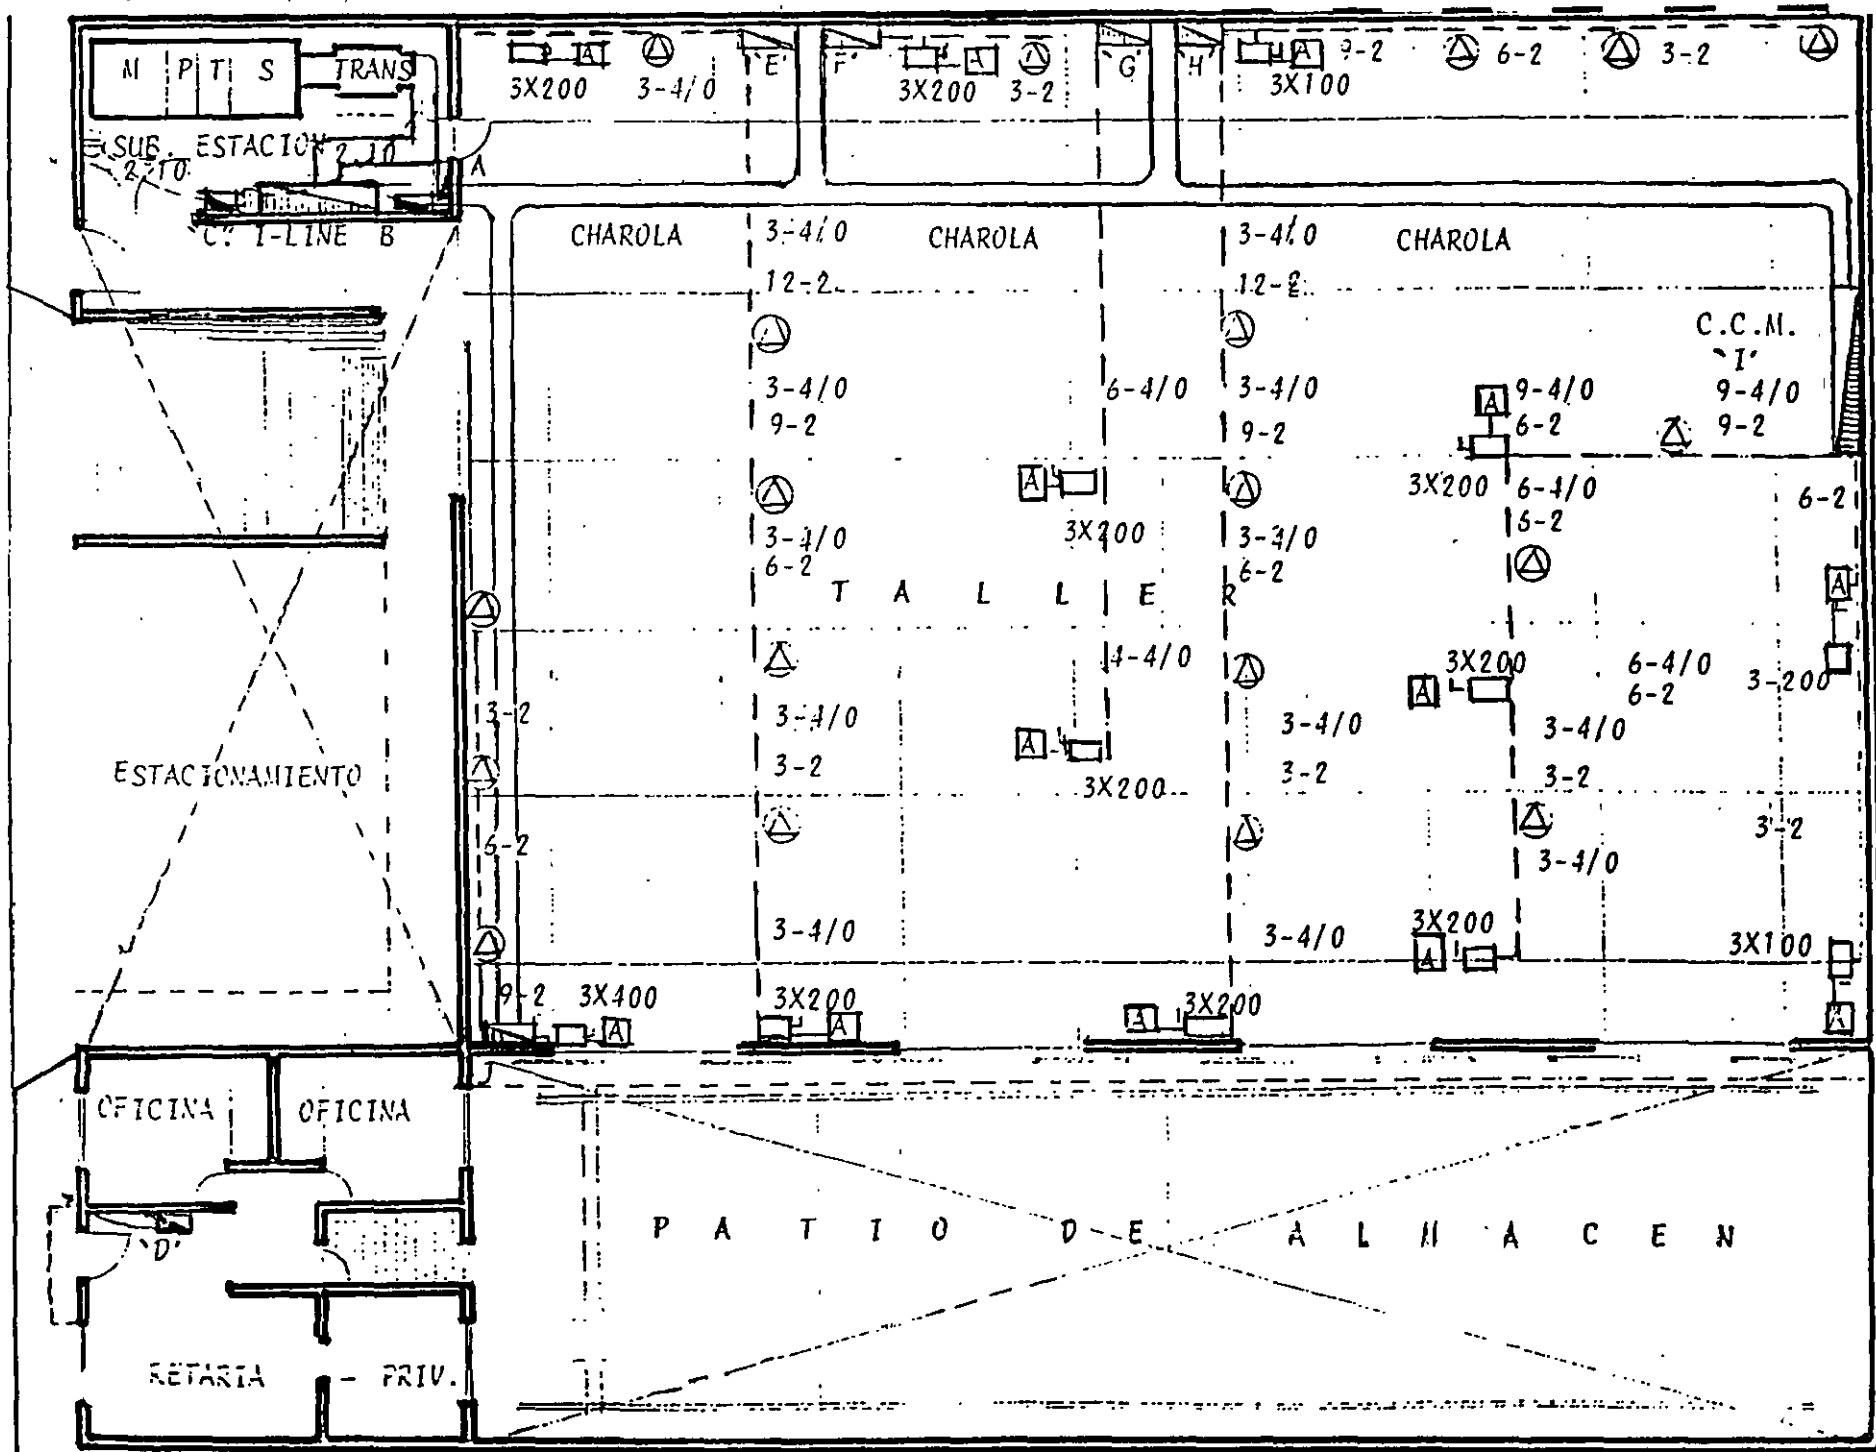 M P T S TRANS
A
A
'E'
'F'
'G'
'H'
A
3X200 3-4/0
3X200 3-2
3X100
9-2 6-2 3-2
SUB. ESTACION
2-10
2-10
A
"C" I-LINE B
CHAROLA 3-4/0 CHAROLA 3-4/0 CHAROLA
12-2 12-2
C.C.M.
'I'
3-4/0 6-4/0 3-4/0 A 9-4/0 9-4/0
9-2 9-2 6-2 9-2
A
3X200 6-4/0 6-2
3X200
3-4/0 3-4/0
6-2 6-2
T A L L E R
A
4-4/0 3X200 6-4/0
A 6-2 3-200
3-2 3-4/0 3-4/0 3-4/0
A
ESTACIONAMIENTO 3-2 3X200 3-2 3-2
6-2 3-2
3-4/0
3-4/0 3-4/0 3X200
A 3X100
9-2 3X400 3X200 3X200
A A A A
OFICINA OFICINA
P A T I O D E A L M A C E N
'D'
RETARIA PRIV.